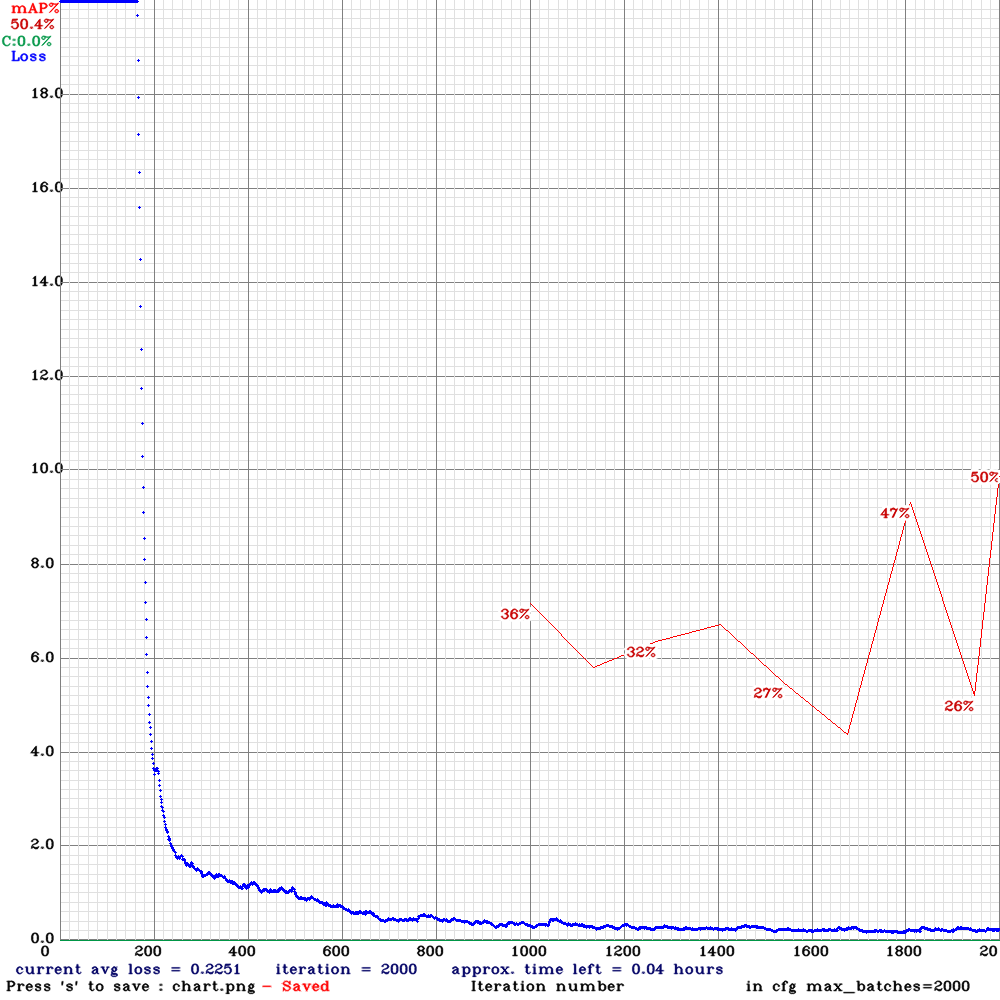 mAP%
50.4%
C:0.0%
Loss
18.0
16.0
14.0
12.0
10.0
50%
47%
8.0
36%
6.0
32%
27%
26%
4.0
2.0
0.0
0 200 400 600 800 1000 1200 1400 1600 1800 20
current avg loss = 0.2251 iteration = 2000 approx. time left = 0.04 hours
Press 's' to save : chart.png - Saved Iteration number in cfg max_batches=2000